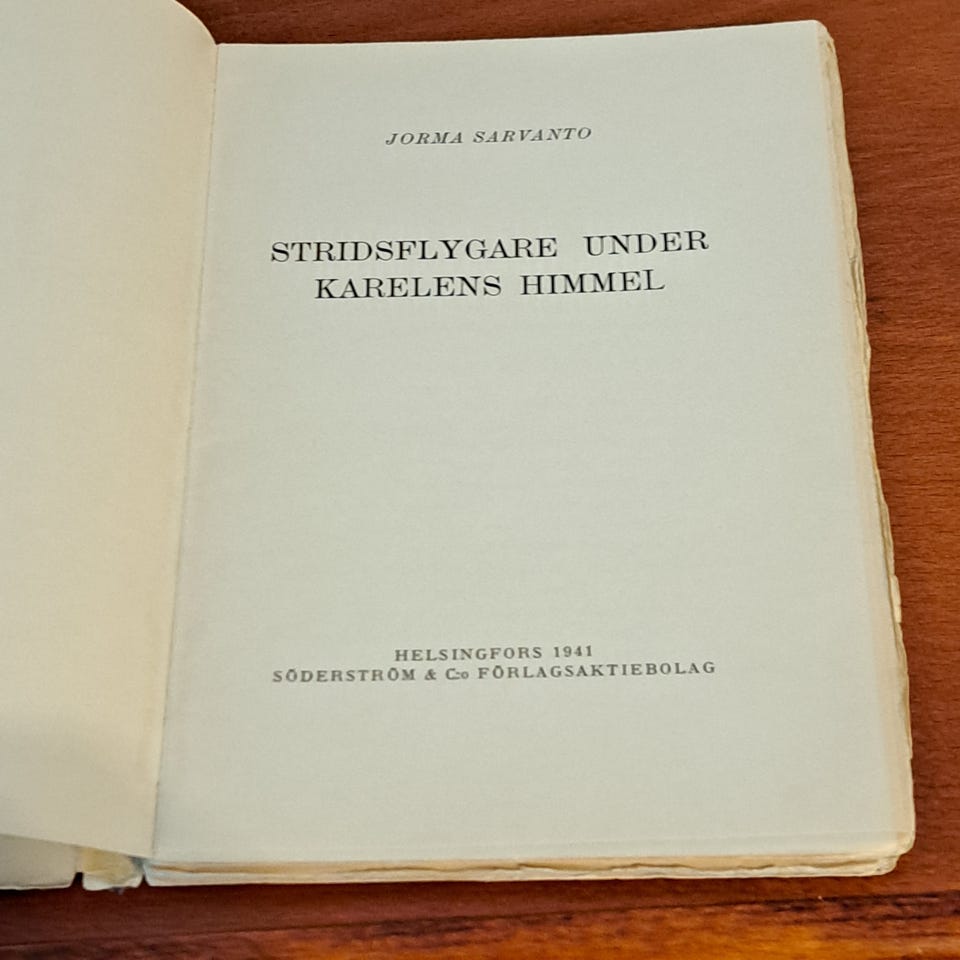 JORMA SARVANTO
STRIDSFLYGARE UNDER
KARELENS HIMMEL
HELSINGFORS 1941
SÖDERSTRÖM & C:o FÖRLAGSAKTIEBOLAG